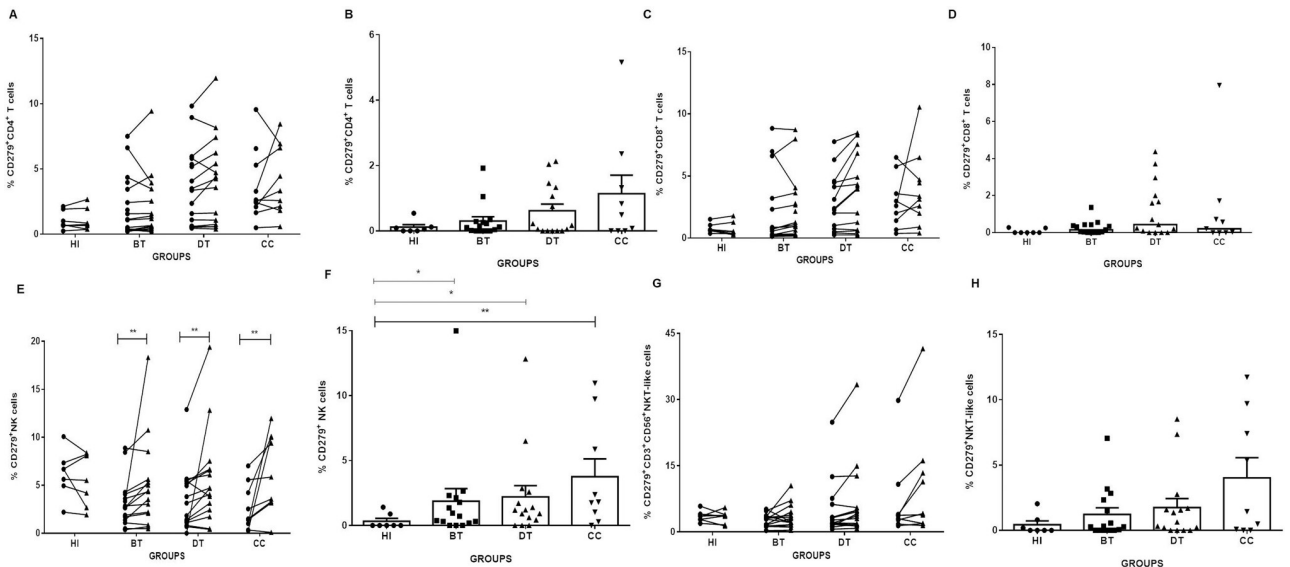 A
% CD279+CD4+ T cells
15
10
5
0
HI BT DT CC
GROUPS
B
% CD279+CD4+ T cells
6
4
2
0
HI BT DT CC
GROUPS
C
% CD279+CD8+ T cells
15
10
5
0
HI BT DT CC
GROUPS
D
% CD279+CD8+ T cells
10
8
6
4
2
0
HI BT DT CC
GROUPS
E
% CD279+NK cells
20
15
10
5
0
** ** **
HI BT DT CC
GROUPS
F
*
*
**
% CD279+ NK cells
15
10
5
0
HI BT DT CC
GROUPS
G
% CD279+CD3+CD56+NKT-like cells
45
30
15
0
HI BT DT CC
GROUPS
H
% CD279+NKT-like cells
15
10
5
0
HI BT DT CC
GROUPS